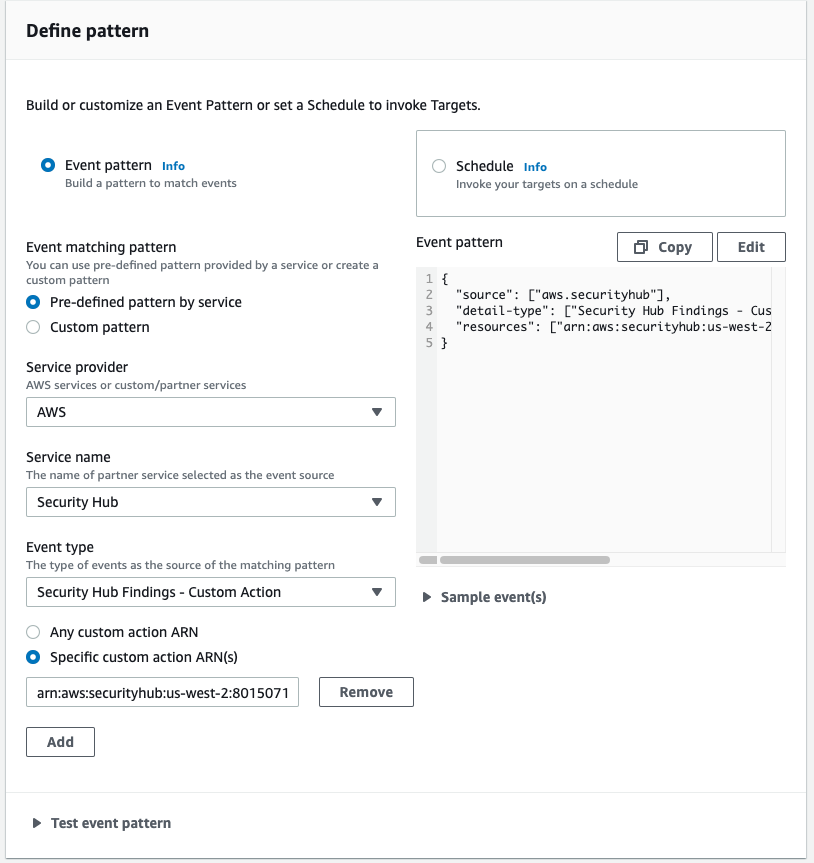 Define pattern
Build or customize an Event Pattern or set a Schedule to invoke Targets.
Event pattern Info
Build a pattern to match events
Schedule Info
Invoke your targets on a schedule
Event matching pattern
You can use pre-defined pattern provided by a service or create a
custom pattern
Pre-defined pattern by service
Custom pattern
Service provider
AWS services or custom/partner services
AWS
Service name
The name of partner service selected as the event source
Security Hub
Event type
The type of events as the source of the matching pattern
Security Hub Findings - Custom Action
Any custom action ARN
Specific custom action ARN(s)
arn:aws:securityhub:us-west-2:8015071
Remove
Add
Event pattern
Copy
Edit
1 {
2 "source": ["aws.securityhub"],
3 "detail-type": ["Security Hub Findings - Cus
4 "resources": ["arn:aws:securityhub:us-west-2
5 }
Sample event(s)
Test event pattern